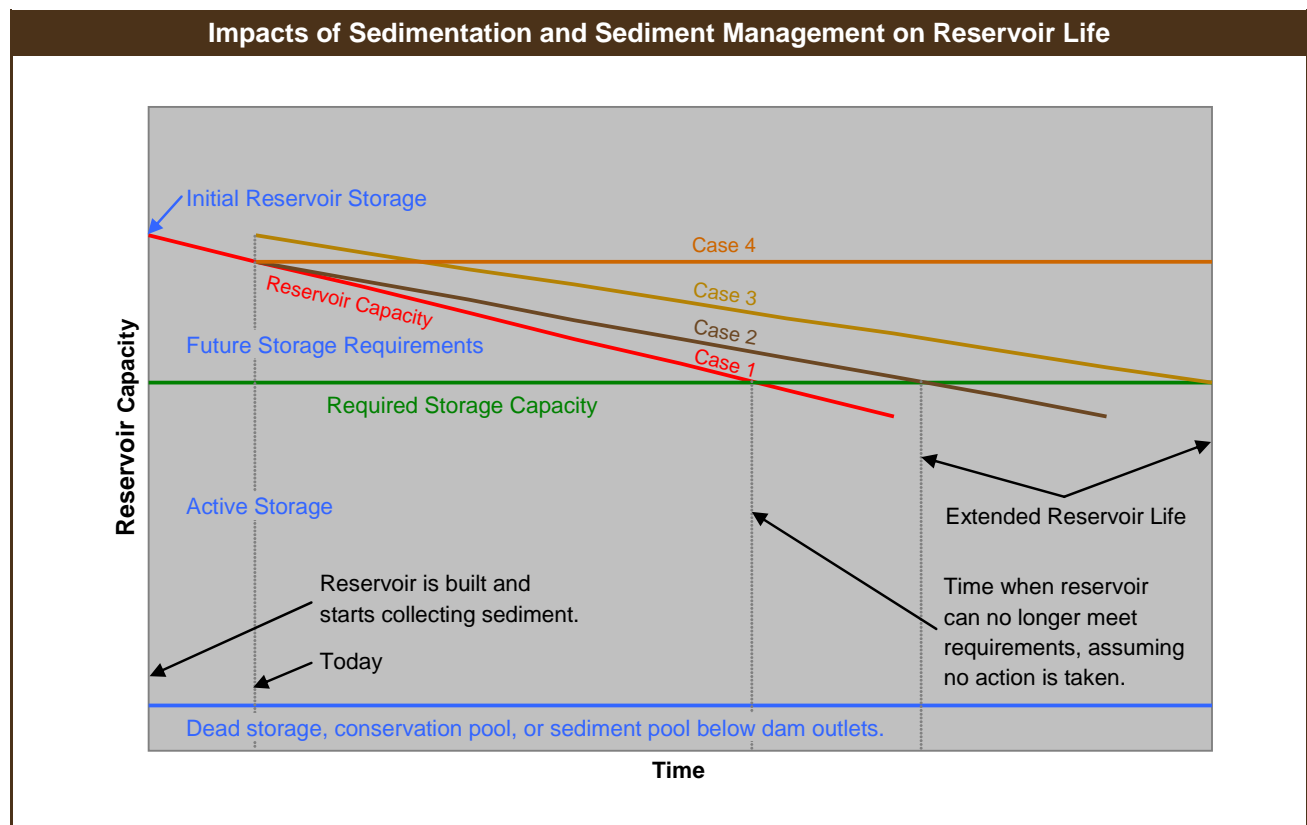 Impacts of Sedimentation and Sediment Management on Reservoir Life
Initial Reservoir Storage
Case 4
Reservoir Capacity
Case 3
Case 2
Future Storage Requirements
Case 1
Required Storage Capacity
Reservoir Capacity
Active Storage
Extended Reservoir Life
Reservoir is built and
starts collecting sediment.
Time when reservoir
can no longer meet
requirements, assuming
no action is taken.
Today
Dead storage, conservation pool, or sediment pool below dam outlets.
Time